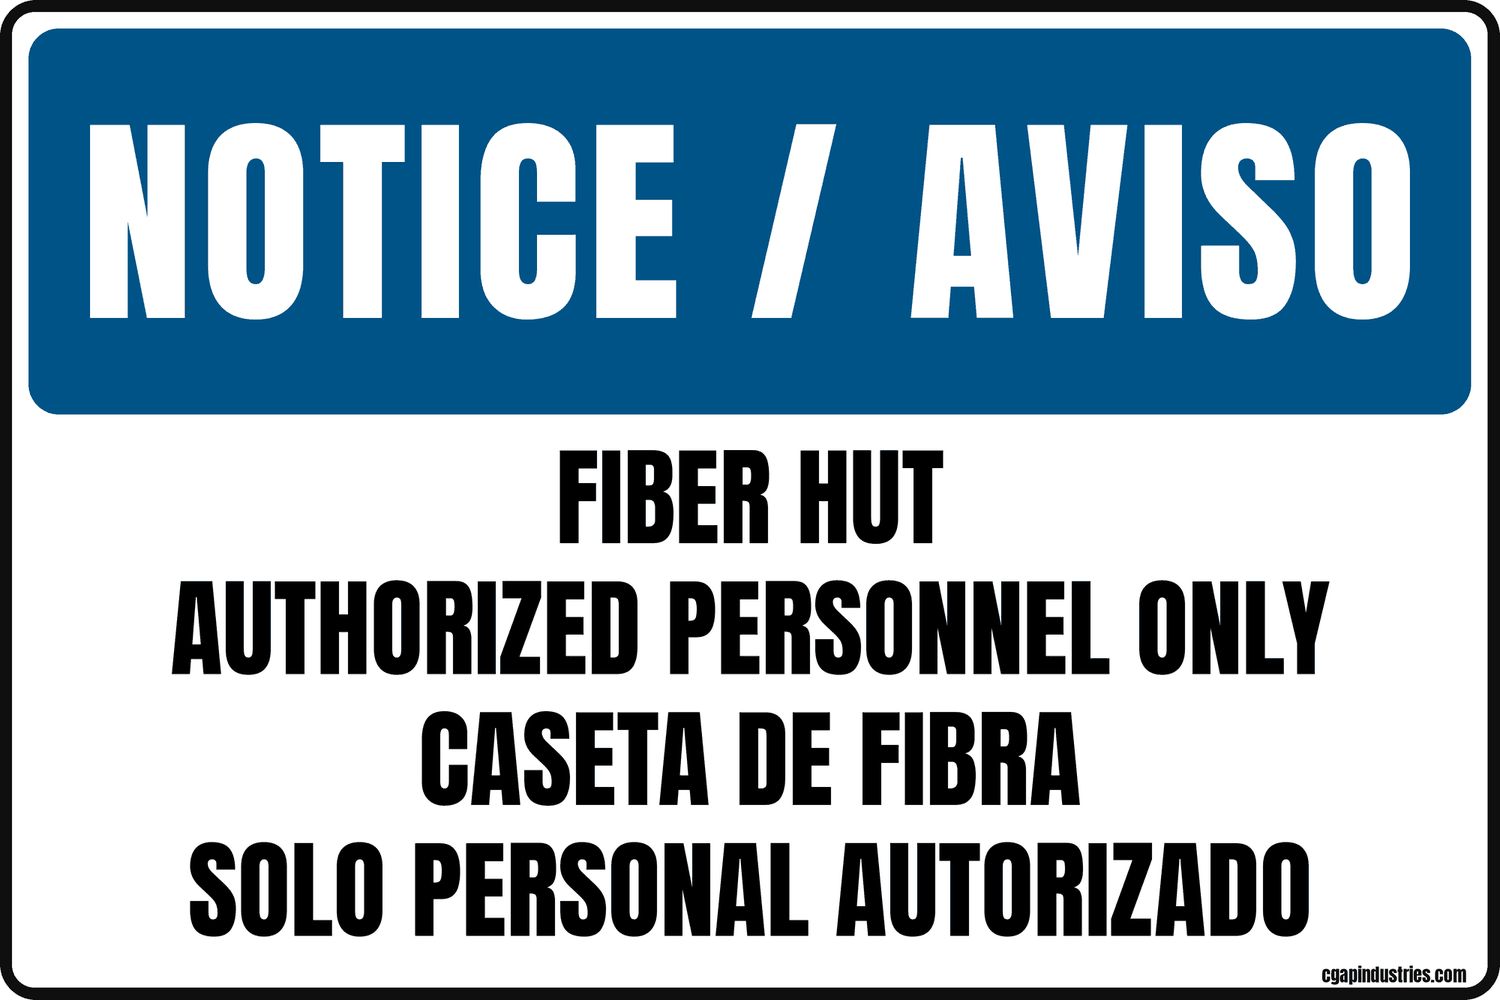 NOTICE / AVISO
FIBER HUT
AUTHORIZED PERSONNEL ONLY
CASETA DE FIBRA
SOLO PERSONAL AUTORIZADO
cgapindustries.com